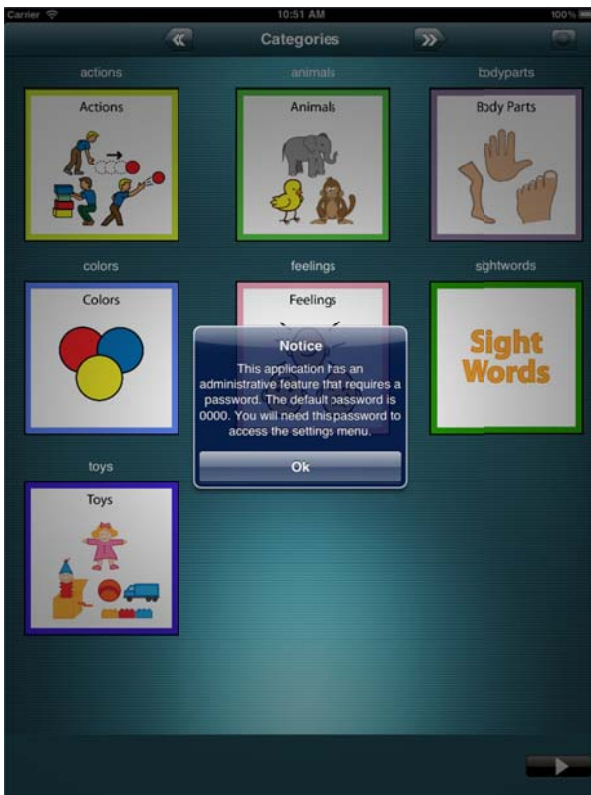 Carrier 10:51 AM 100%
Categories
actions animals bodyparts
Actions Animals Body Parts
colors feelings sightwords
Colors Feelings Sight
Words
Notice
This application has an
administrative feature that requires a
password. The default password is
0000. You will need this password to
access the settings menu.
Ok
toys
Toys